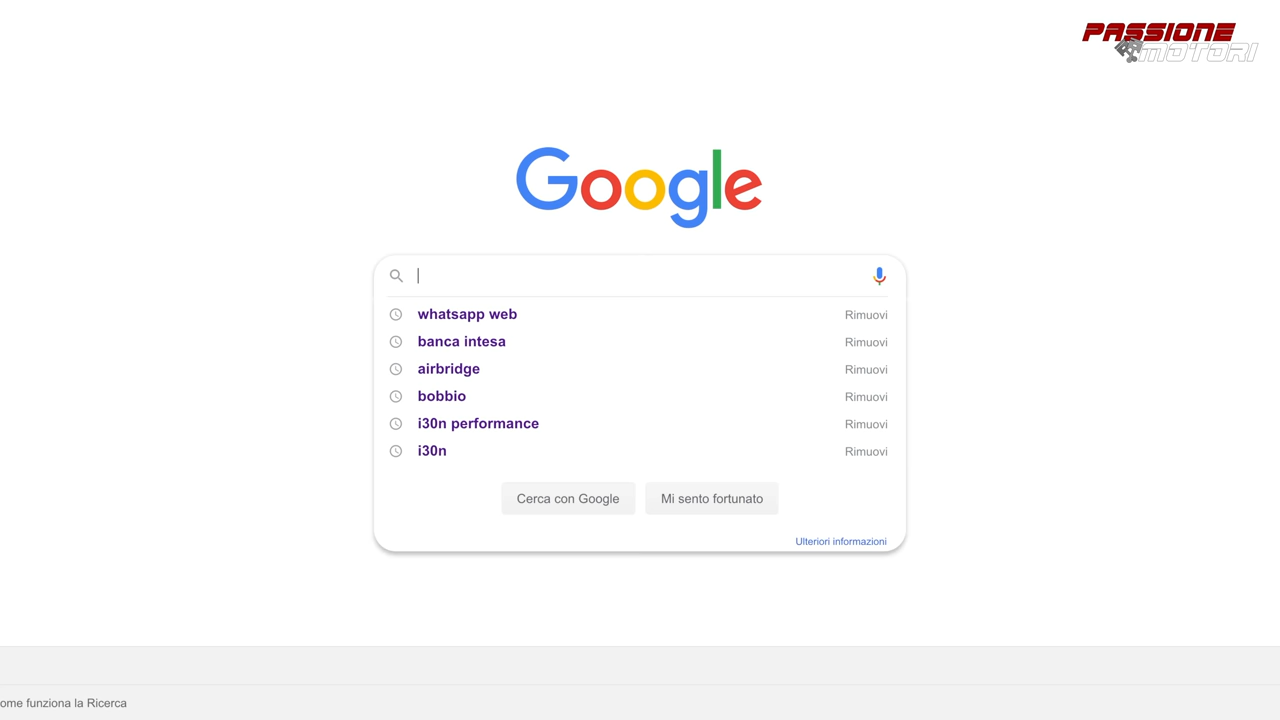 PASSIONE
MOTORI
Google
whatsapp web Rimuovi
banca intesa Rimuovi
airbridge Rimuovi
bobbio Rimuovi
i30n performance Rimuovi
i30n Rimuovi
Cerca con Google Mi sento fortunato
Ulteriori informazioni
ome funziona la Ricerca